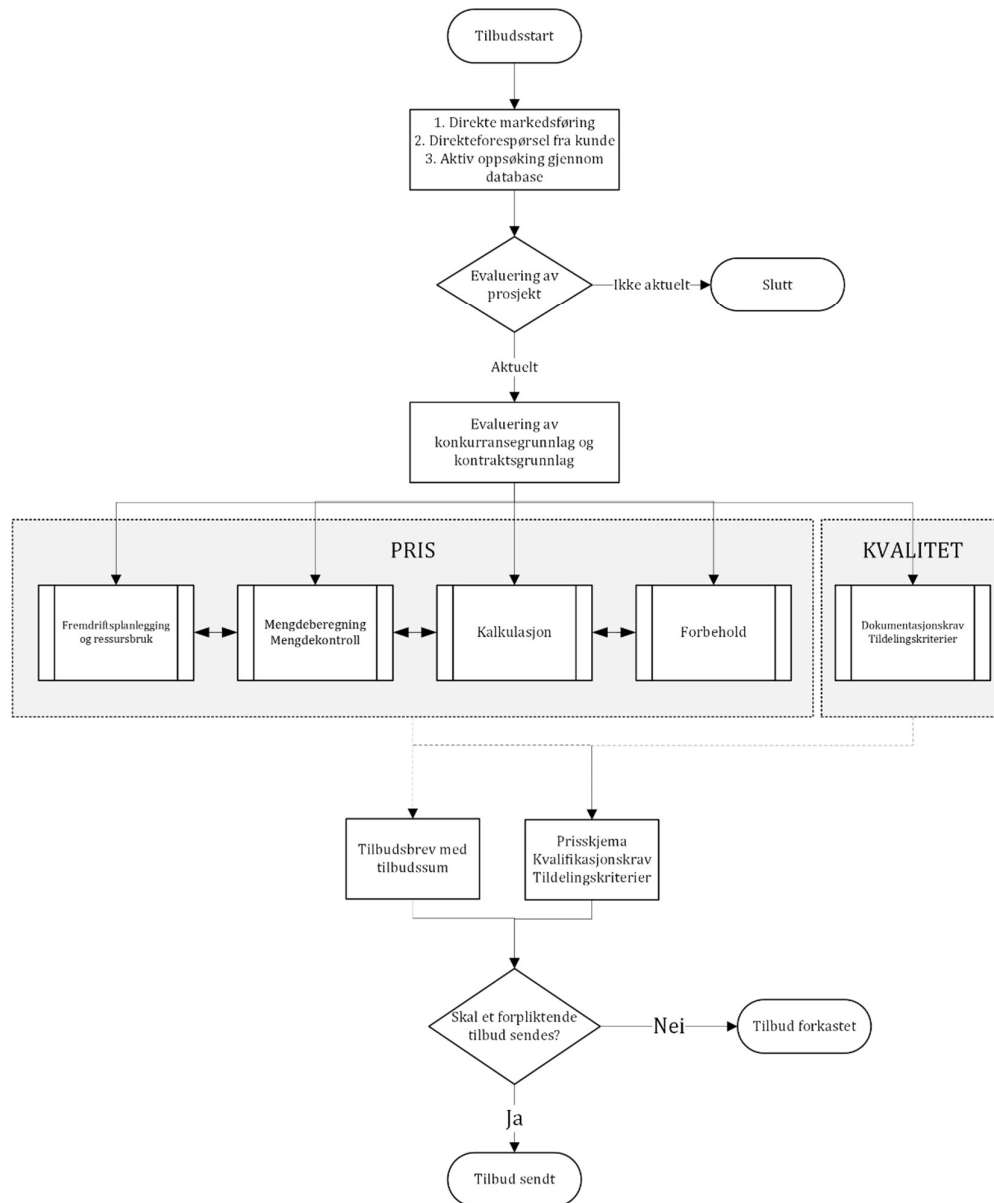 Tilbudsstart
1. Direkte markedsføring
2. Direkteforespørsel fra kunde
3. Aktiv oppsøking gjennom
database
Evaluering av
prosjekt
Ikke aktuelt
Slutt
Aktuelt
Evaluering av
konkurransegrunnlag og
kontraktsgrunnlag
PRIS
KVALITET
Fremdriftsplanlegging
og ressursbruk
Mengdeberegning
Mengdekontroll
Kalkulasjon
Forbehold
Dokumentasjonskrav
Tildelingskriterier
Tilbudsbrev med
tilbudssum
Prisskjema
Kvalifikasjonskrav
Tildelingskriterier
Skal et forpliktende
tilbud sendes?
Nei
Tilbud forkastet
Ja
Tilbud sendt